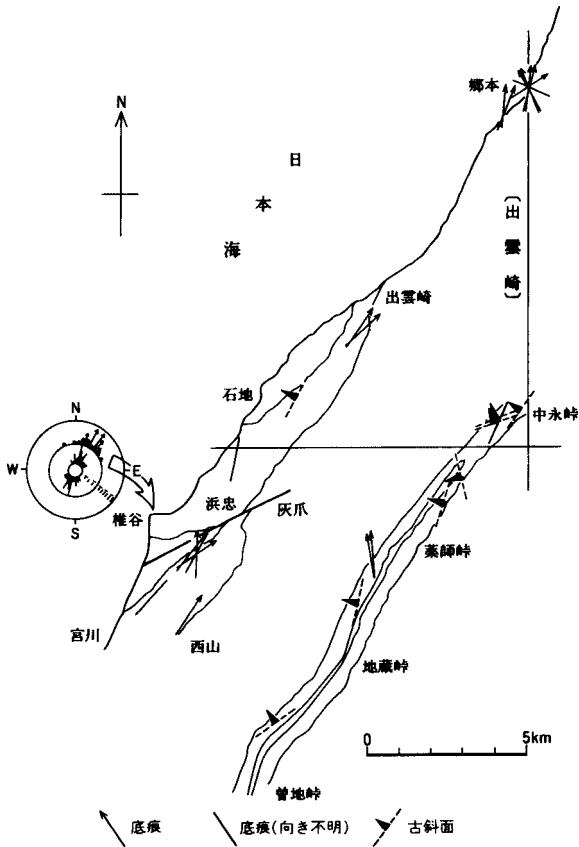 郷本
N
日
本
海
〔出雲崎〕
出雲崎
石地
中永峠
N
W
E
S
椎谷
浜忠
灰爪
薬師峠
宮川
西山
地蔵峠
0
5km
曽地峠
底痕
底痕(向き不明)
古斜面